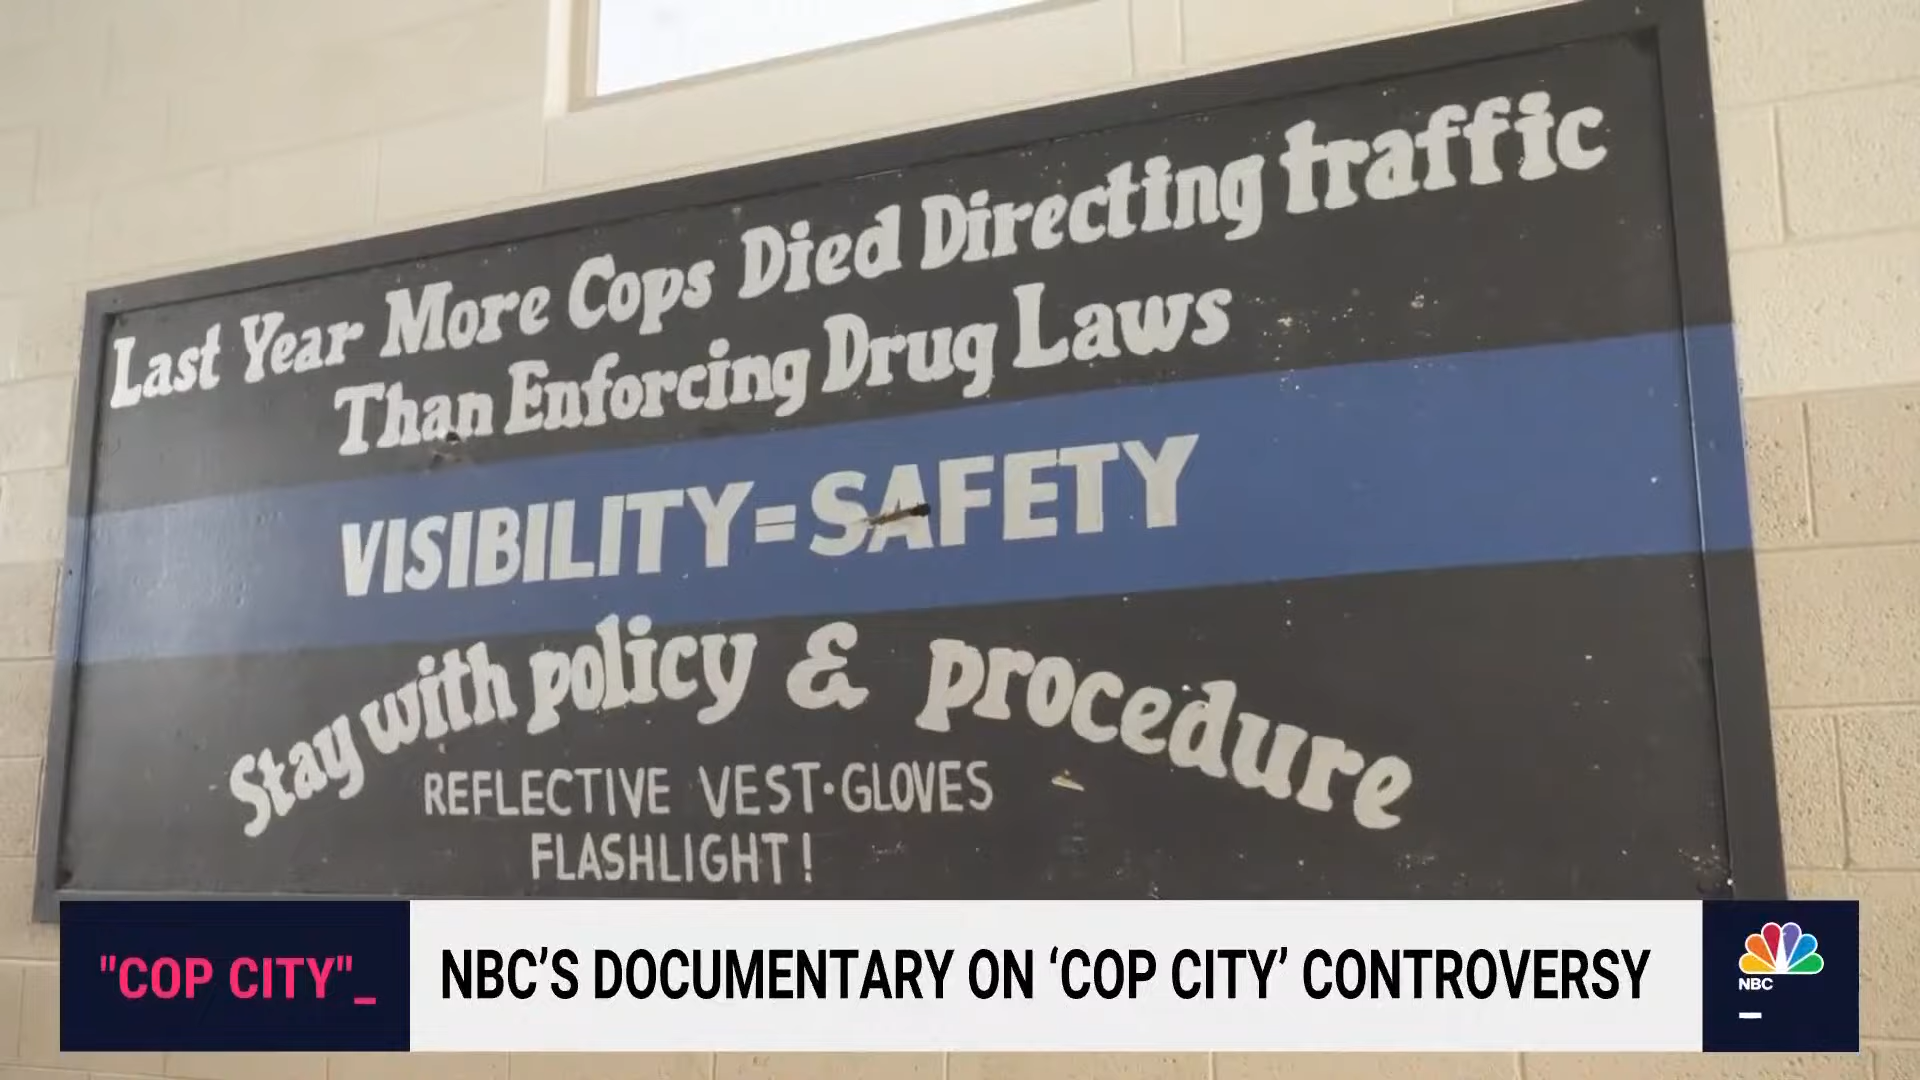 Last Year More Cops Died Directing traffic
Than Enforcing Drug Laws
VISIBILITY=SAFETY
Stay with policy & procedure
REFLECTIVE VEST·GLOVES
FLASHLIGHT!
"COP CITY"_
NBC’S DOCUMENTARY ON ‘COP CITY’ CONTROVERSY
NBC